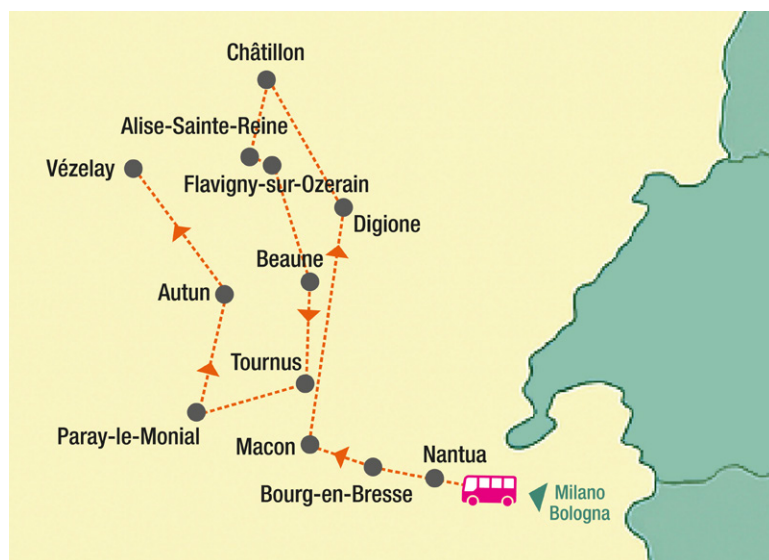 Châtillon
Alise-Sainte-Reine
Vézelay
Flavigny-sur-Ozerain
Digione
Beaune
Autun
Tournus
Paray-le-Monial
Macon
Nantua
Bourg-en-Bresse
Milano
Bologna